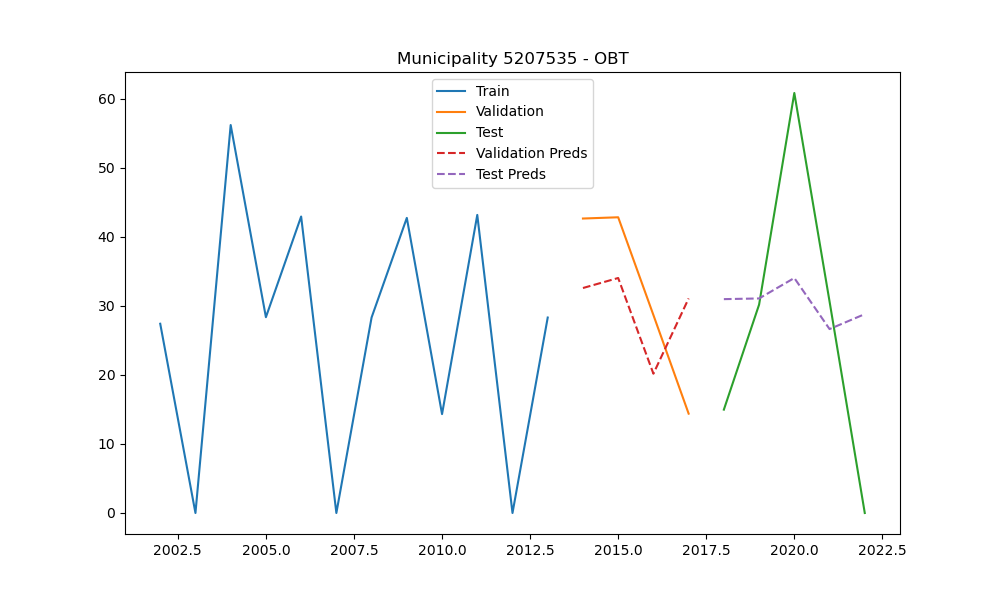 Municipality 5207535 - OBT
Train
Validation
Test
Validation Preds
Test Preds
60
50
40
30
20
10
0
2002.5 2005.0 2007.5 2010.0 2012.5 2015.0 2017.5 2020.0 2022.5